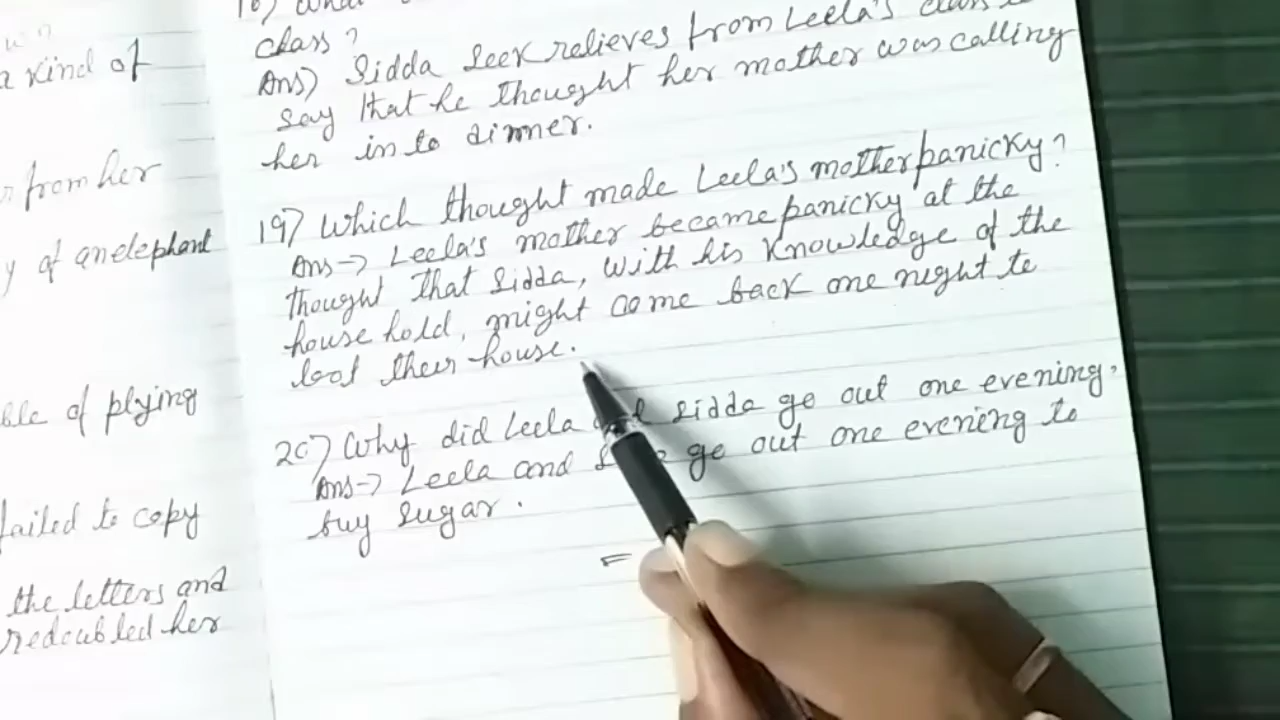 a kind of
from her
y of an elephant
ble of plying
failed to copy
the letters and
redoubled her
class?
Ans) Sidda seek relieves from Leela's class
say that he thought her mother was calling
her in to dinner.
19) Which thought made Leela's mother panicky?
Ans-> Leela's mother became panicky at the
thought that Sidda, with his knowledge of the
house hold, might come back one night to
loot their house.
20) Why did Leela Sidda go out one evening,
Ans-> Leela and go out one evening to
buy sugar.